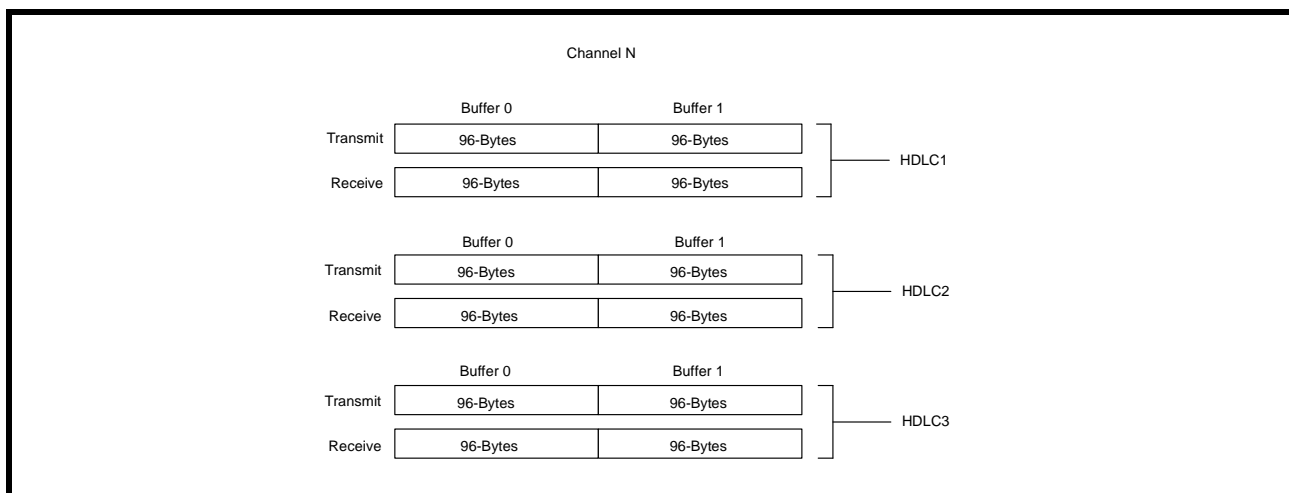 Channel N
Buffer 0 Buffer 1
Transmit 96-Bytes 96-Bytes
HDLC1
Receive 96-Bytes 96-Bytes
Buffer 0 Buffer 1
Transmit 96-Bytes 96-Bytes
HDLC2
Receive 96-Bytes 96-Bytes
Buffer 0 Buffer 1
Transmit 96-Bytes 96-Bytes
HDLC3
Receive 96-Bytes 96-Bytes